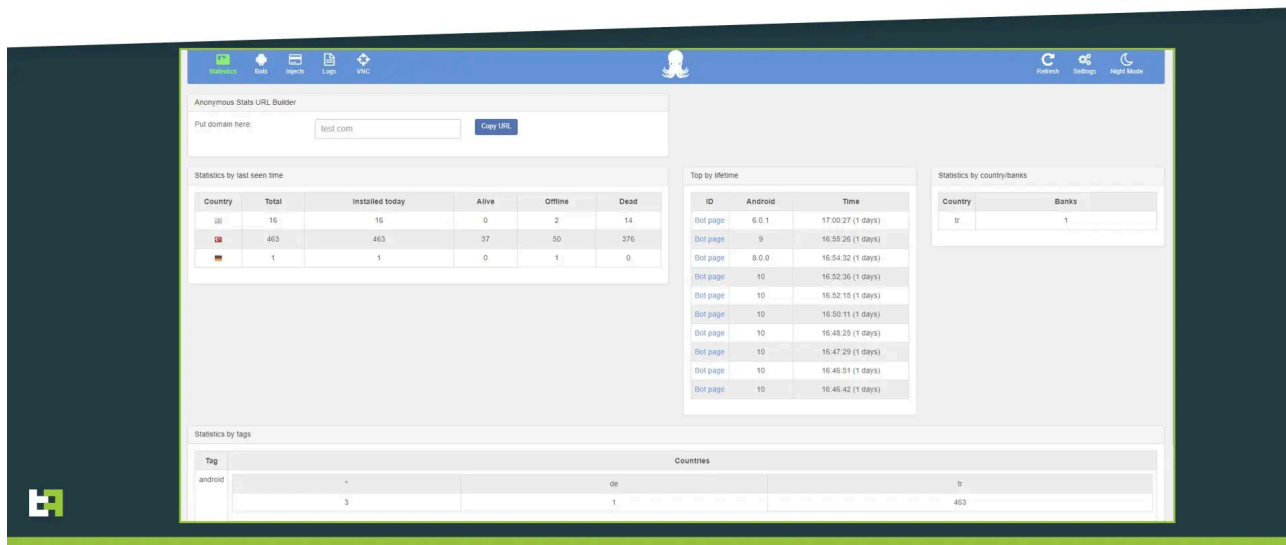 Statistics Bots Injects Logs VNC Refresh Settings Night Mode
Anonymous Stats URL Builder
Put domain here: test.com Copy URL
Statistics by last seen time
Country Total Installed today Alive Offline Dead
16 16 0 2 14
463 463 37 50 376
1 1 0 1 0
Top by lifetime
ID Android Time
Bot page 6.0.1 17:00:27 (1 days)
Bot page 9 16:55:26 (1 days)
Bot page 8.0.0 16:54:32 (1 days)
Bot page 10 16:52:36 (1 days)
Bot page 10 16:52:15 (1 days)
Bot page 10 16:50:11 (1 days)
Bot page 10 16:48:25 (1 days)
Bot page 10 16:47:29 (1 days)
Bot page 10 16:46:51 (1 days)
Bot page 10 16:46:42 (1 days)
Statistics by country/banks
Country Banks
tr 1
Statistics by tags
Tag Countries
android
de tr
3 1 463